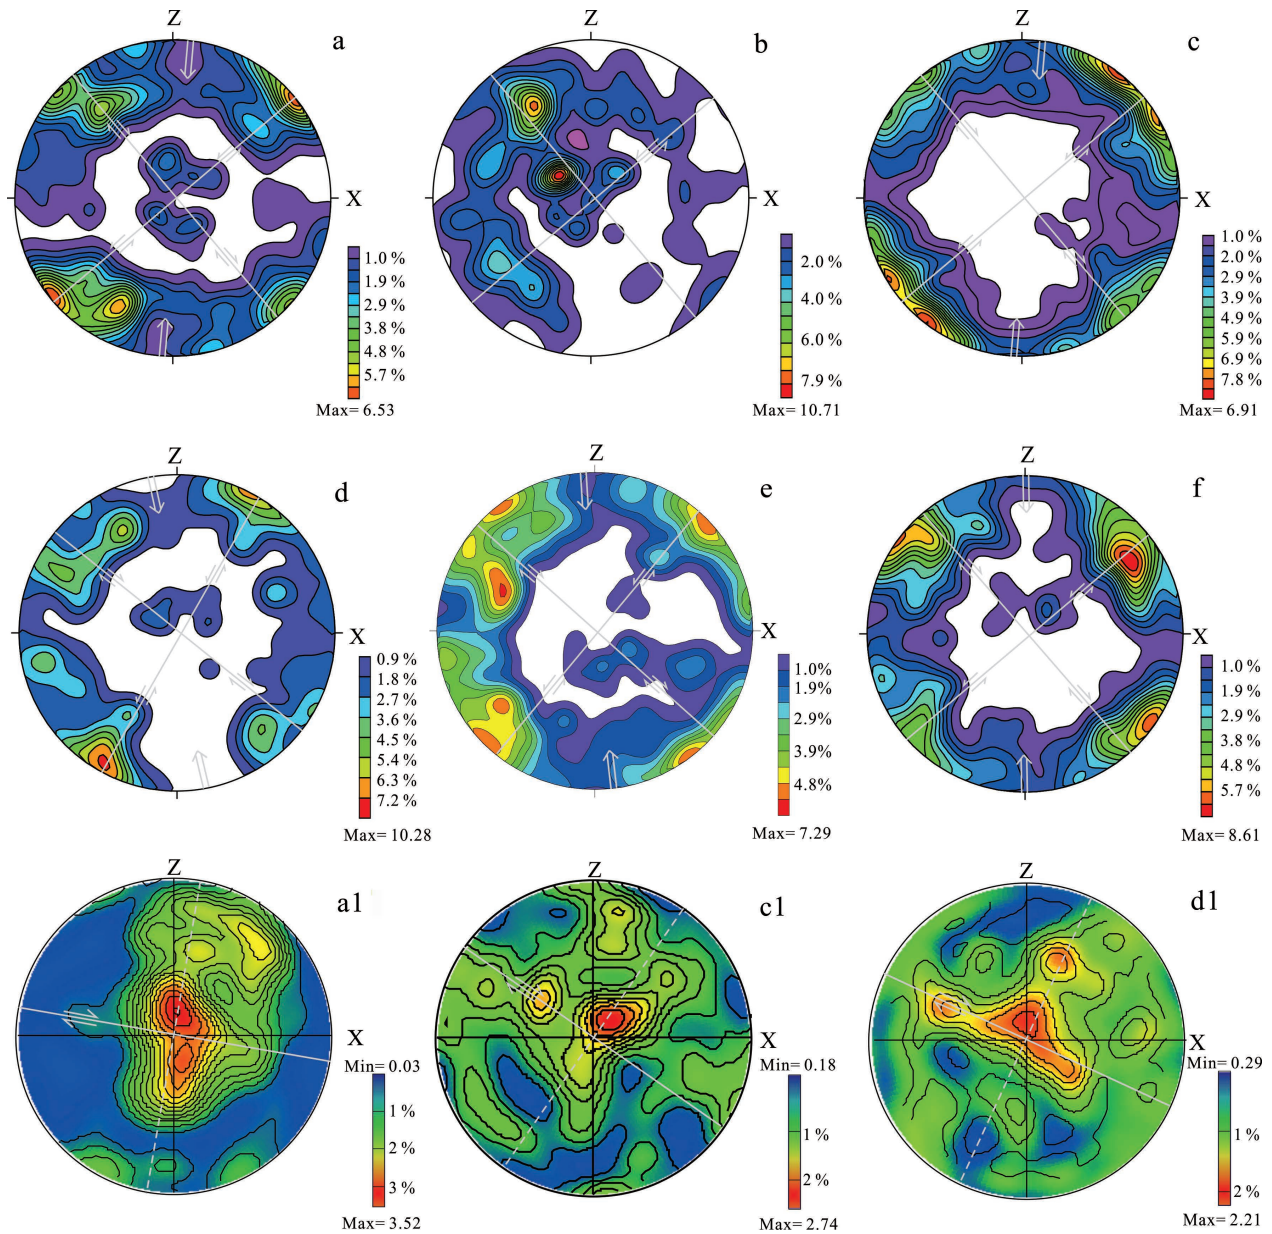 Z
a
X
1.0 %
1.9 %
2.9 %
3.8 %
4.8 %
5.7 %
Max= 6.53
b
2.0 %
4.0 %
6.0 %
7.9 %
Max= 10.71
Z
c
X
1.0 %
2.0 %
2.9 %
3.9 %
4.9 %
5.9 %
6.9 %
7.8 %
Max= 6.91
Z
d
X
0.9 %
1.8 %
2.7 %
3.6 %
4.5 %
5.4 %
6.3 %
7.2 %
Max= 10.28
Z
e
X
1.0%
1.9%
2.9%
3.9%
4.8%
Max= 7.29
Z
f
X
1.0 %
1.9 %
2.9 %
3.8 %
4.8 %
5.7 %
Max= 8.61
Z
a1
X
Min= 0.03
1 %
2 %
3 %
Max= 3.52
Z
c1
X
Min= 0.18
1 %
2 %
Max= 2.74
Z
d1
X
Min= 0.29
1 %
2 %
Max= 2.21